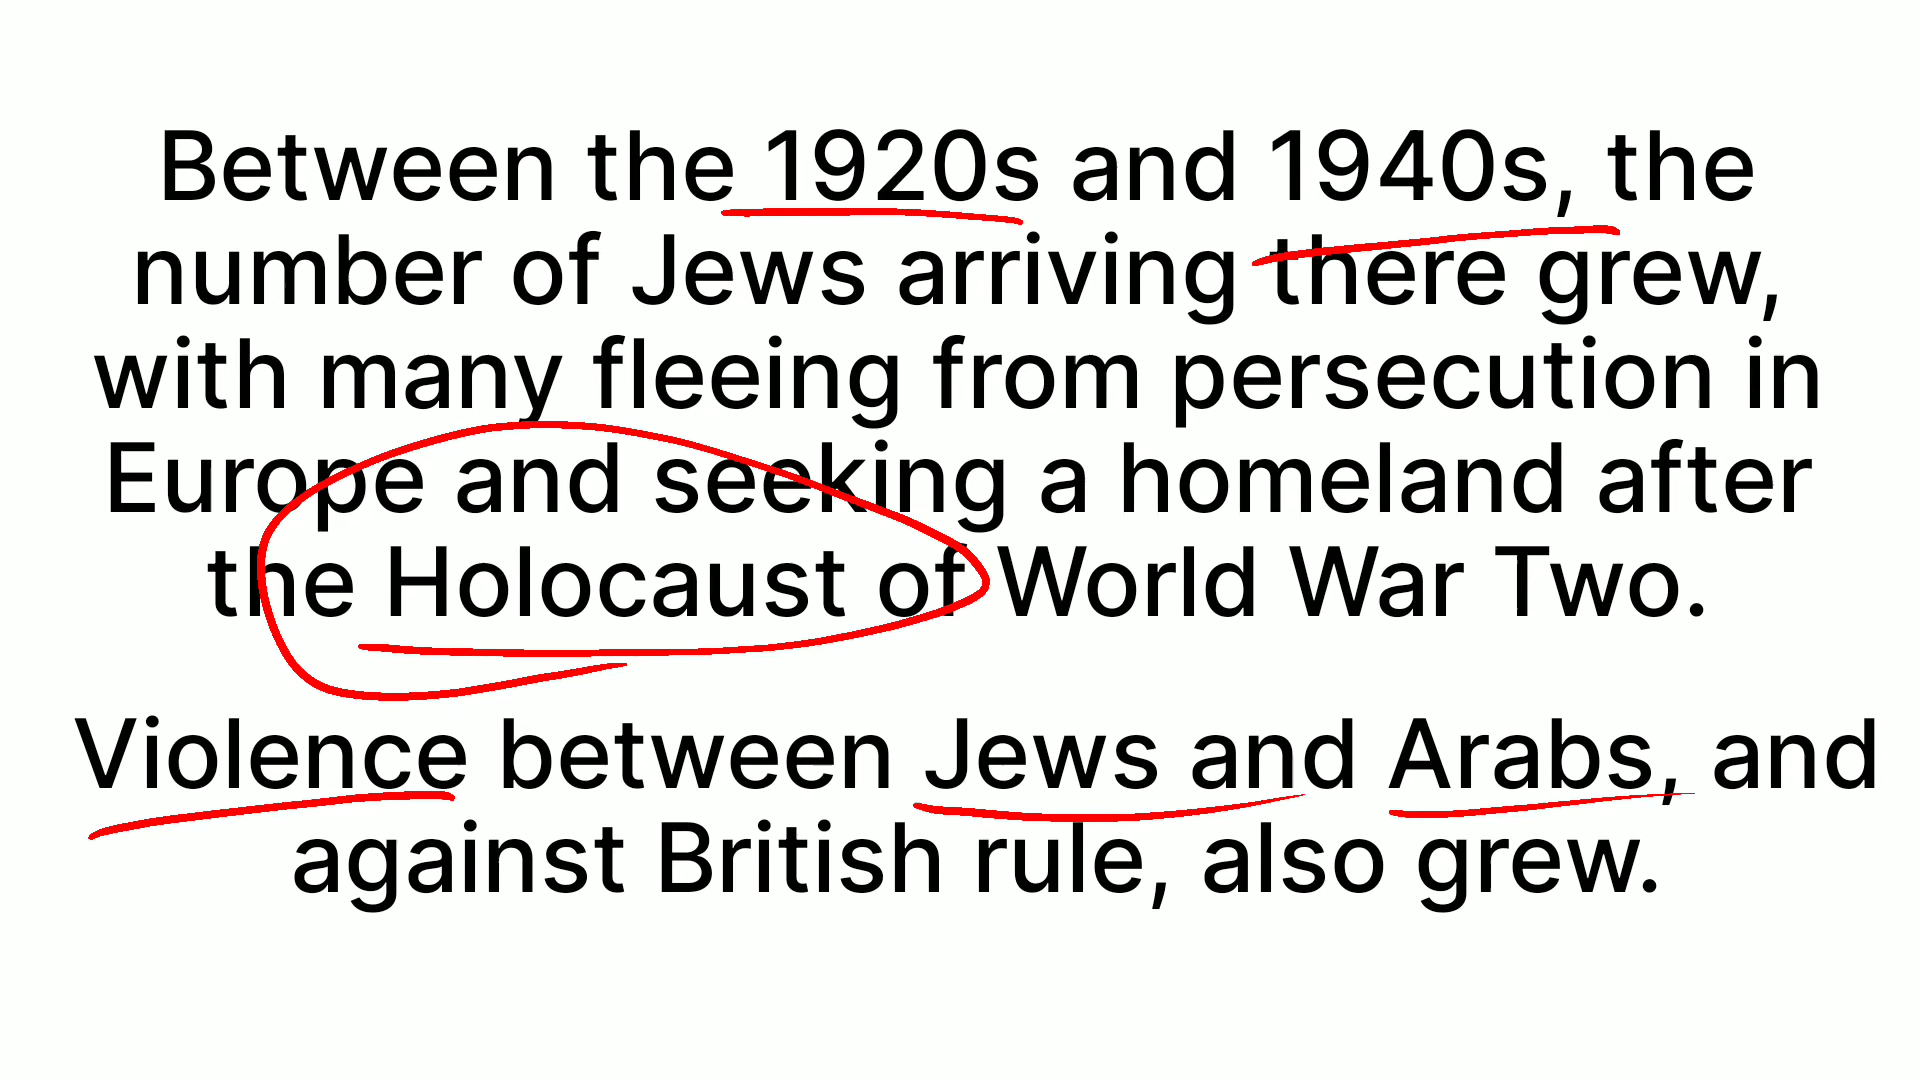 Between the 1920s and 1940s, the
number of Jews arriving there grew,
with many fleeing from persecution in
Europe and seeking a homeland after
the Holocaust of World War Two.
Violence between Jews and Arabs, and
against British rule, also grew.